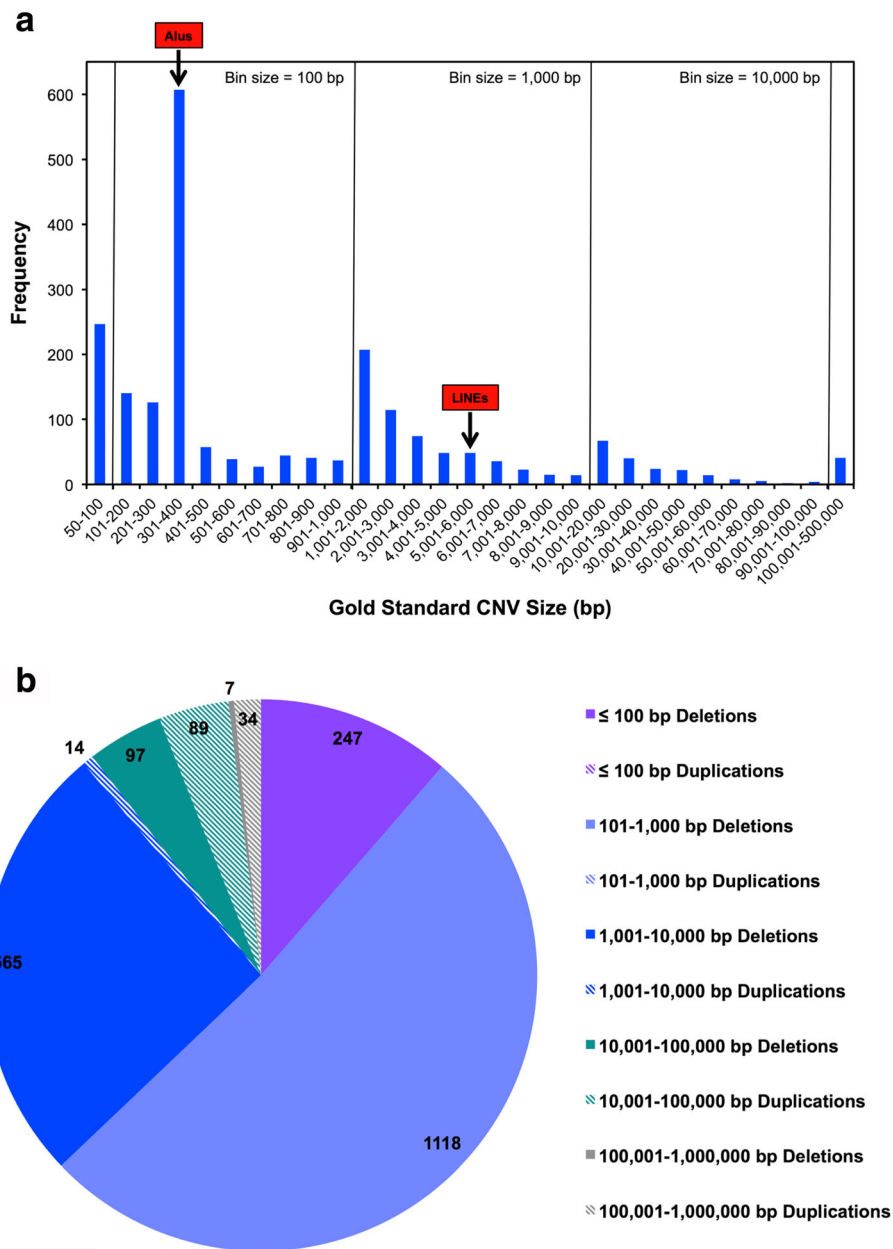 a
Alus
Bin size = 100 bp
Bin size = 1,000 bp
Bin size = 10,000 bp
600
500
400
300
200
100
0
Frequency
LINEs
50-100
101-200
201-300
301-400
401-500
501-600
601-700
701-800
801-900
901-1,000
1,001-2,000
2,001-3,000
3,001-4,000
4,001-5,000
5,001-6,000
6,001-7,000
7,001-8,000
8,001-9,000
9,001-10,000
10,001-20,000
20,001-30,000
30,001-40,000
40,001-50,000
50,001-60,000
60,001-70,000
70,001-80,000
80,001-90,000
90,001-100,000
100,001-500,000
Gold Standard CNV Size (bp)
b
7
34
89
247
14
97
565
1118
≤ 100 bp Deletions
≤ 100 bp Duplications
101-1,000 bp Deletions
101-1,000 bp Duplications
1,001-10,000 bp Deletions
1,001-10,000 bp Duplications
10,001-100,000 bp Deletions
10,001-100,000 bp Duplications
100,001-1,000,000 bp Deletions
100,001-1,000,000 bp Duplications